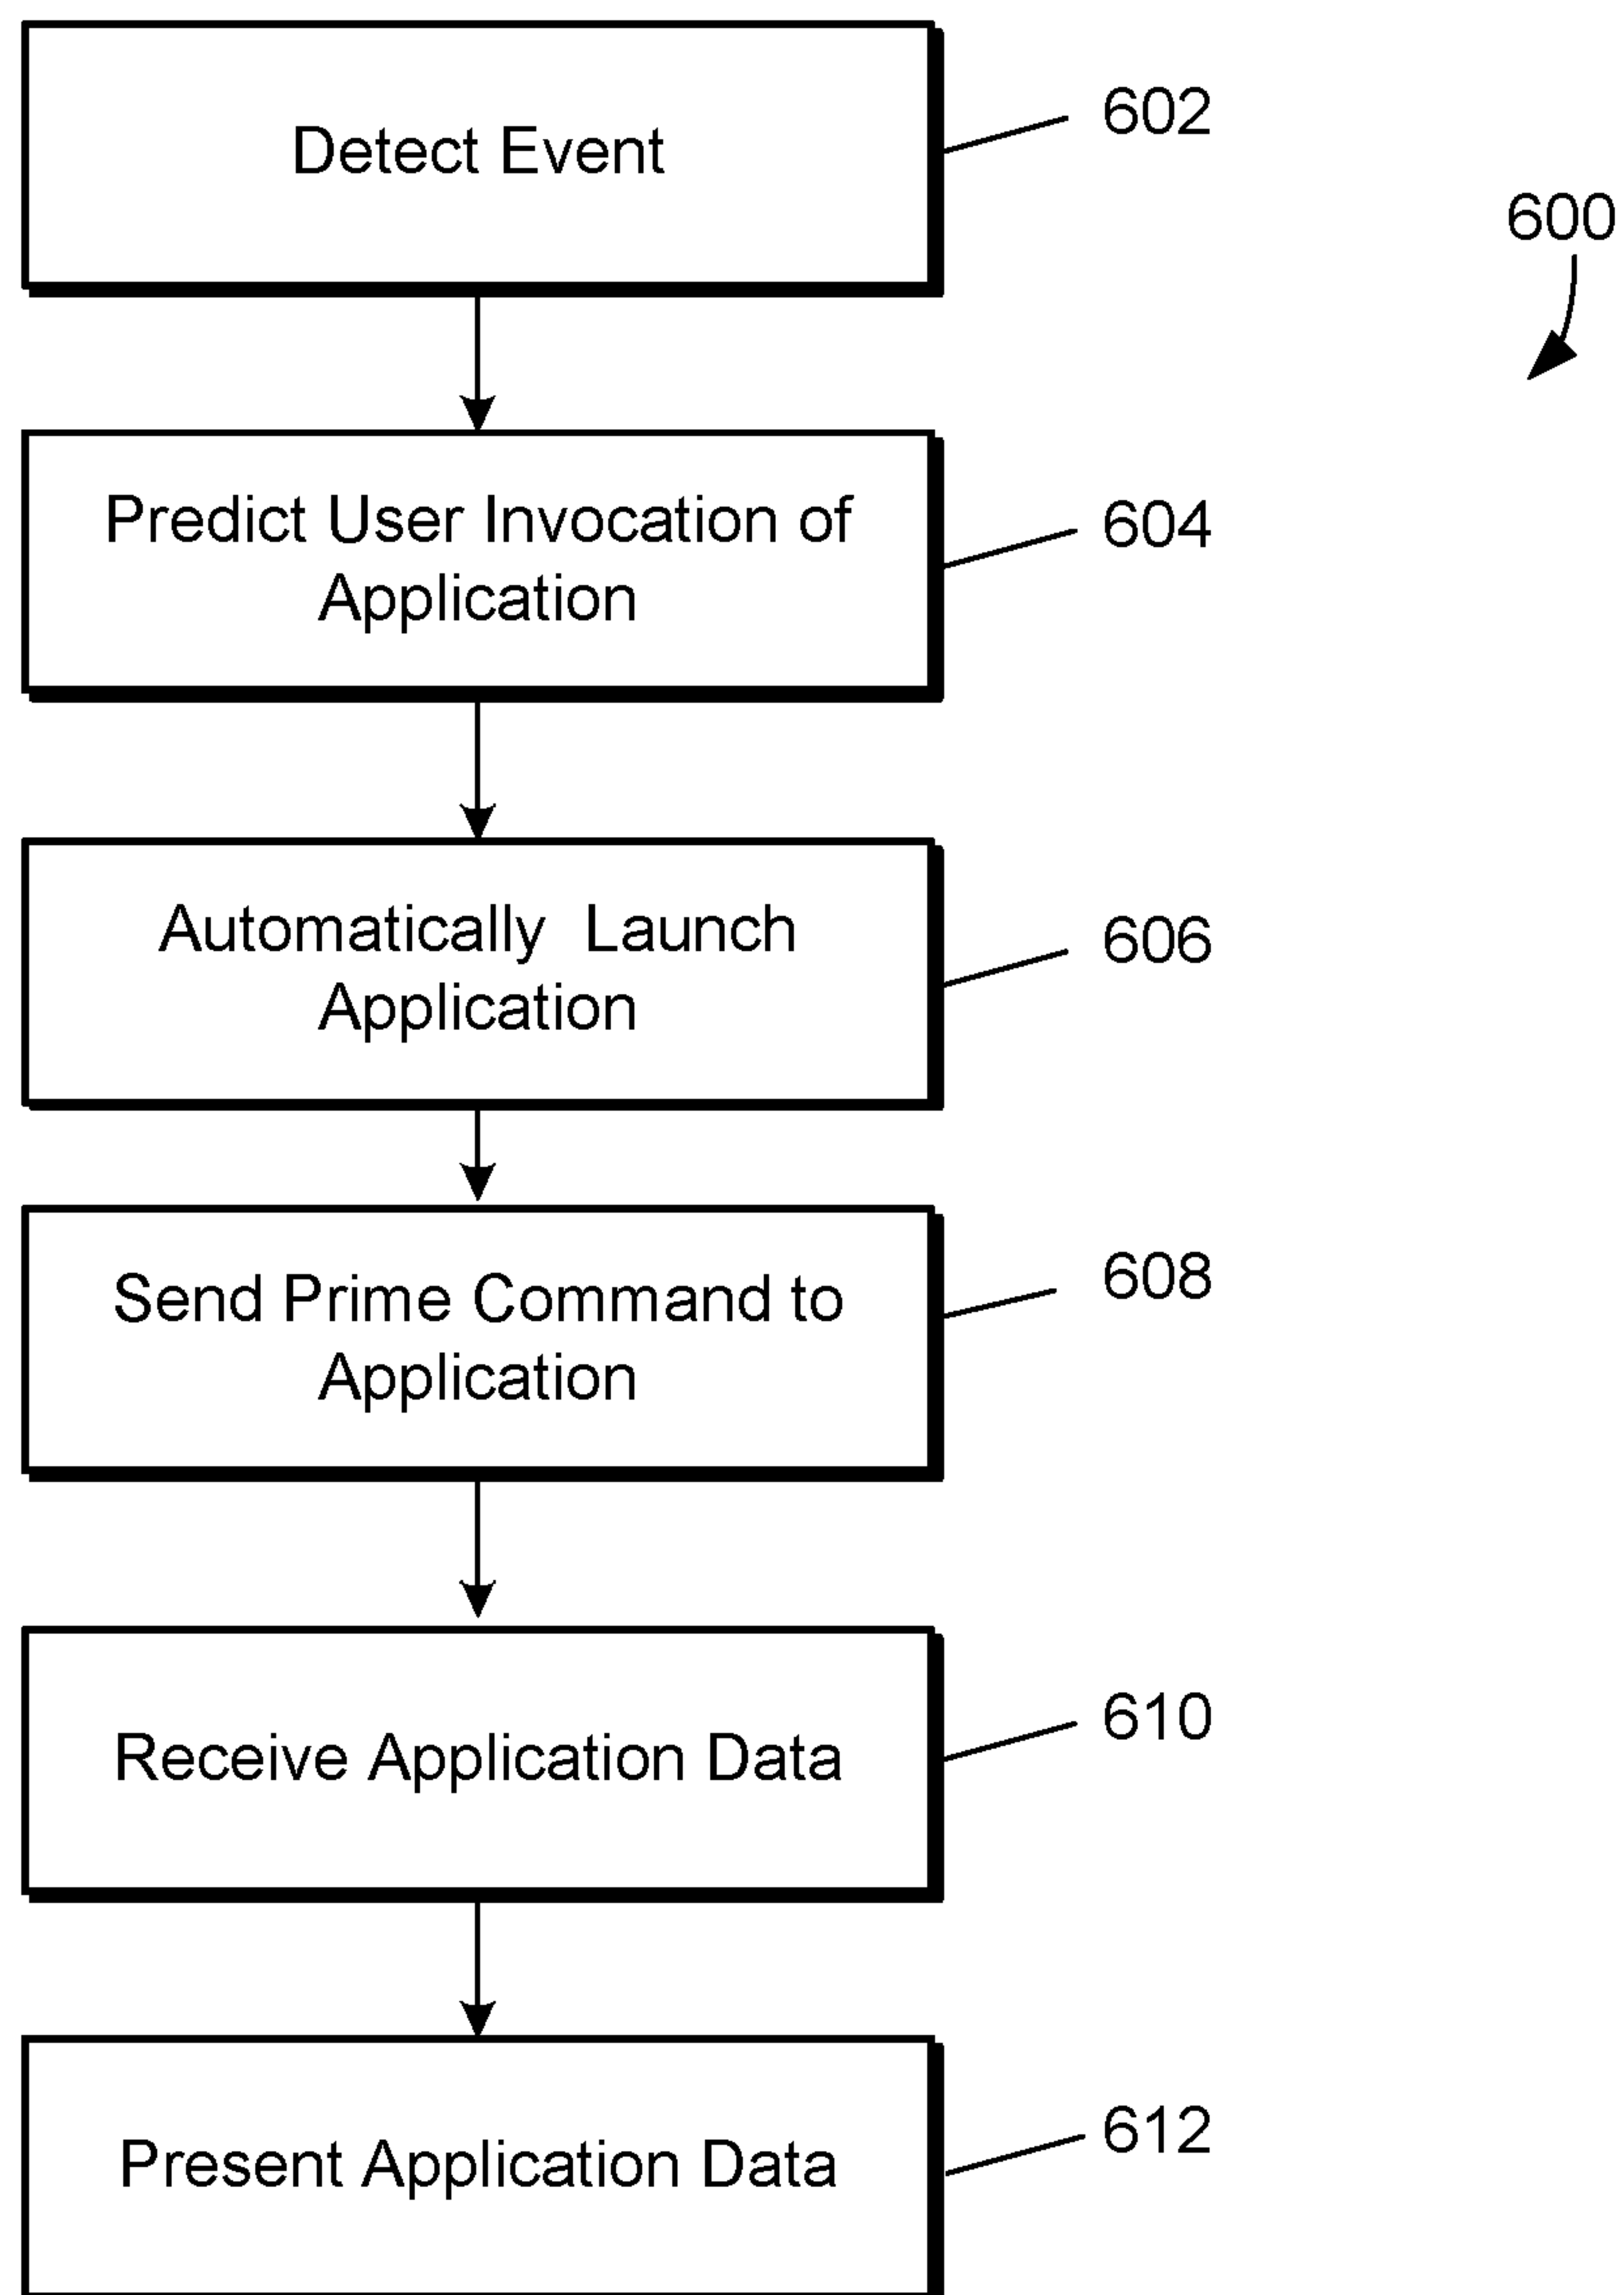 Detect Event
602
600
Predict User Invocation of
Application
604
Automatically Launch
Application
606
Send Prime Command to
Application
608
Receive Application Data
610
Present Application Data
612